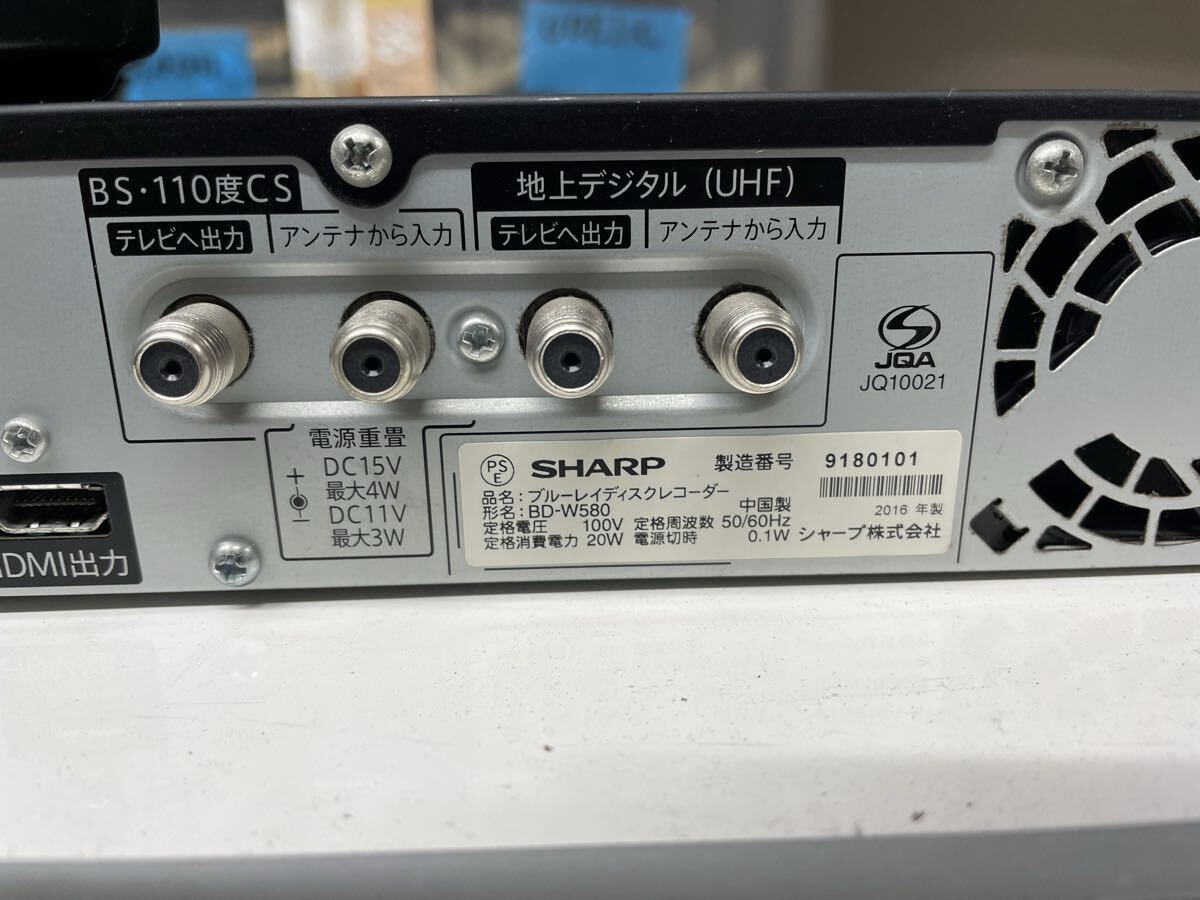 BS・110度CS
テレビへ出力
アンテナから入力
地上デジタル (UHF)
テレビへ出力
アンテナから入力
JQA
JQ10021
電源重畳
DC15V
最大4W
DC11V
最大3W
HDMI出力
PS
E
SHARP 製造番号 9180101
品名:ブルーレイディスクレコーダー
形名:BD-W580 中国製 2016 年製
定格電圧 100V 定格周波数 50/60Hz
定格消費電力 20W 電源切時 0.1W シャープ株式会社